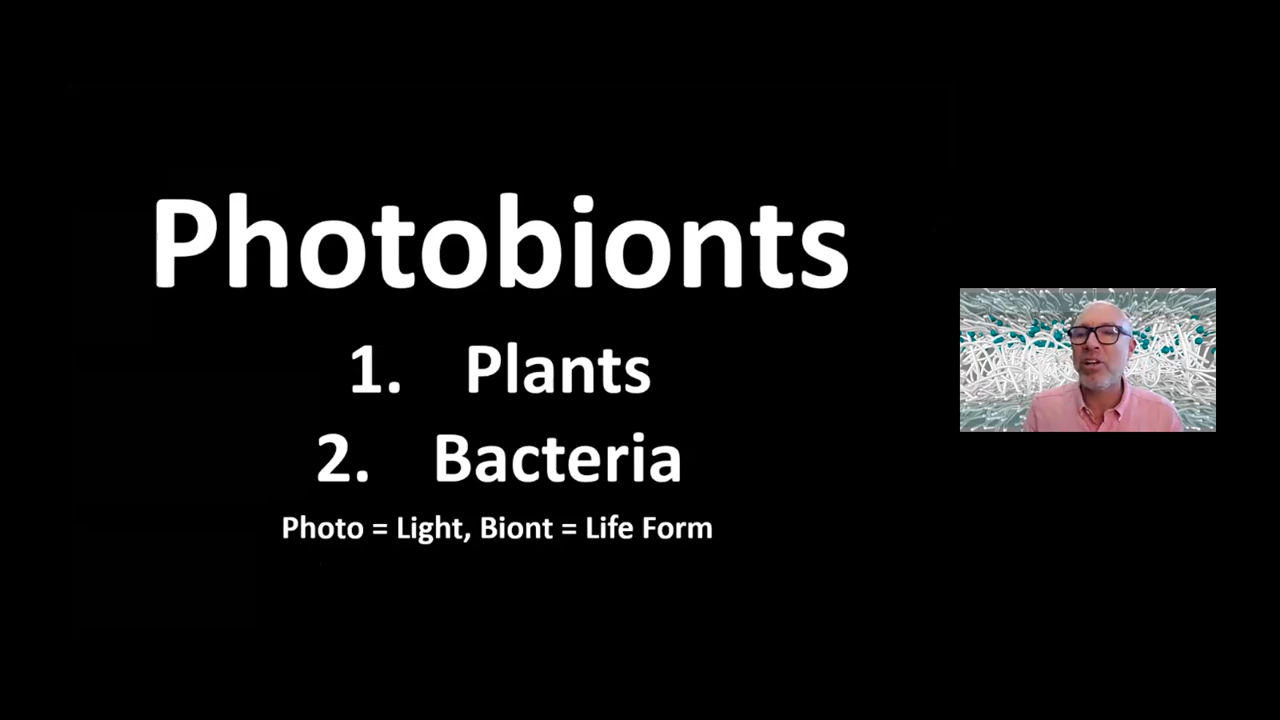 Photobionts
1. Plants
2. Bacteria
Photo = Light, Biont = Life Form